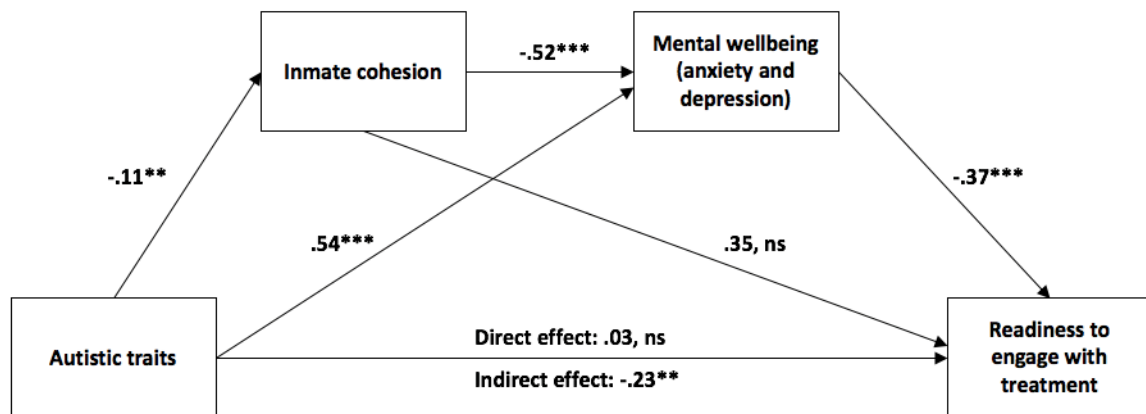 Inmate cohesion
-.52***
Mental wellbeing
(anxiety and
depression)
-.11**
-.37***
.54***
.35, ns
Autistic traits
Direct effect: .03, ns
Indirect effect: -.23**
Readiness to
engage with
treatment